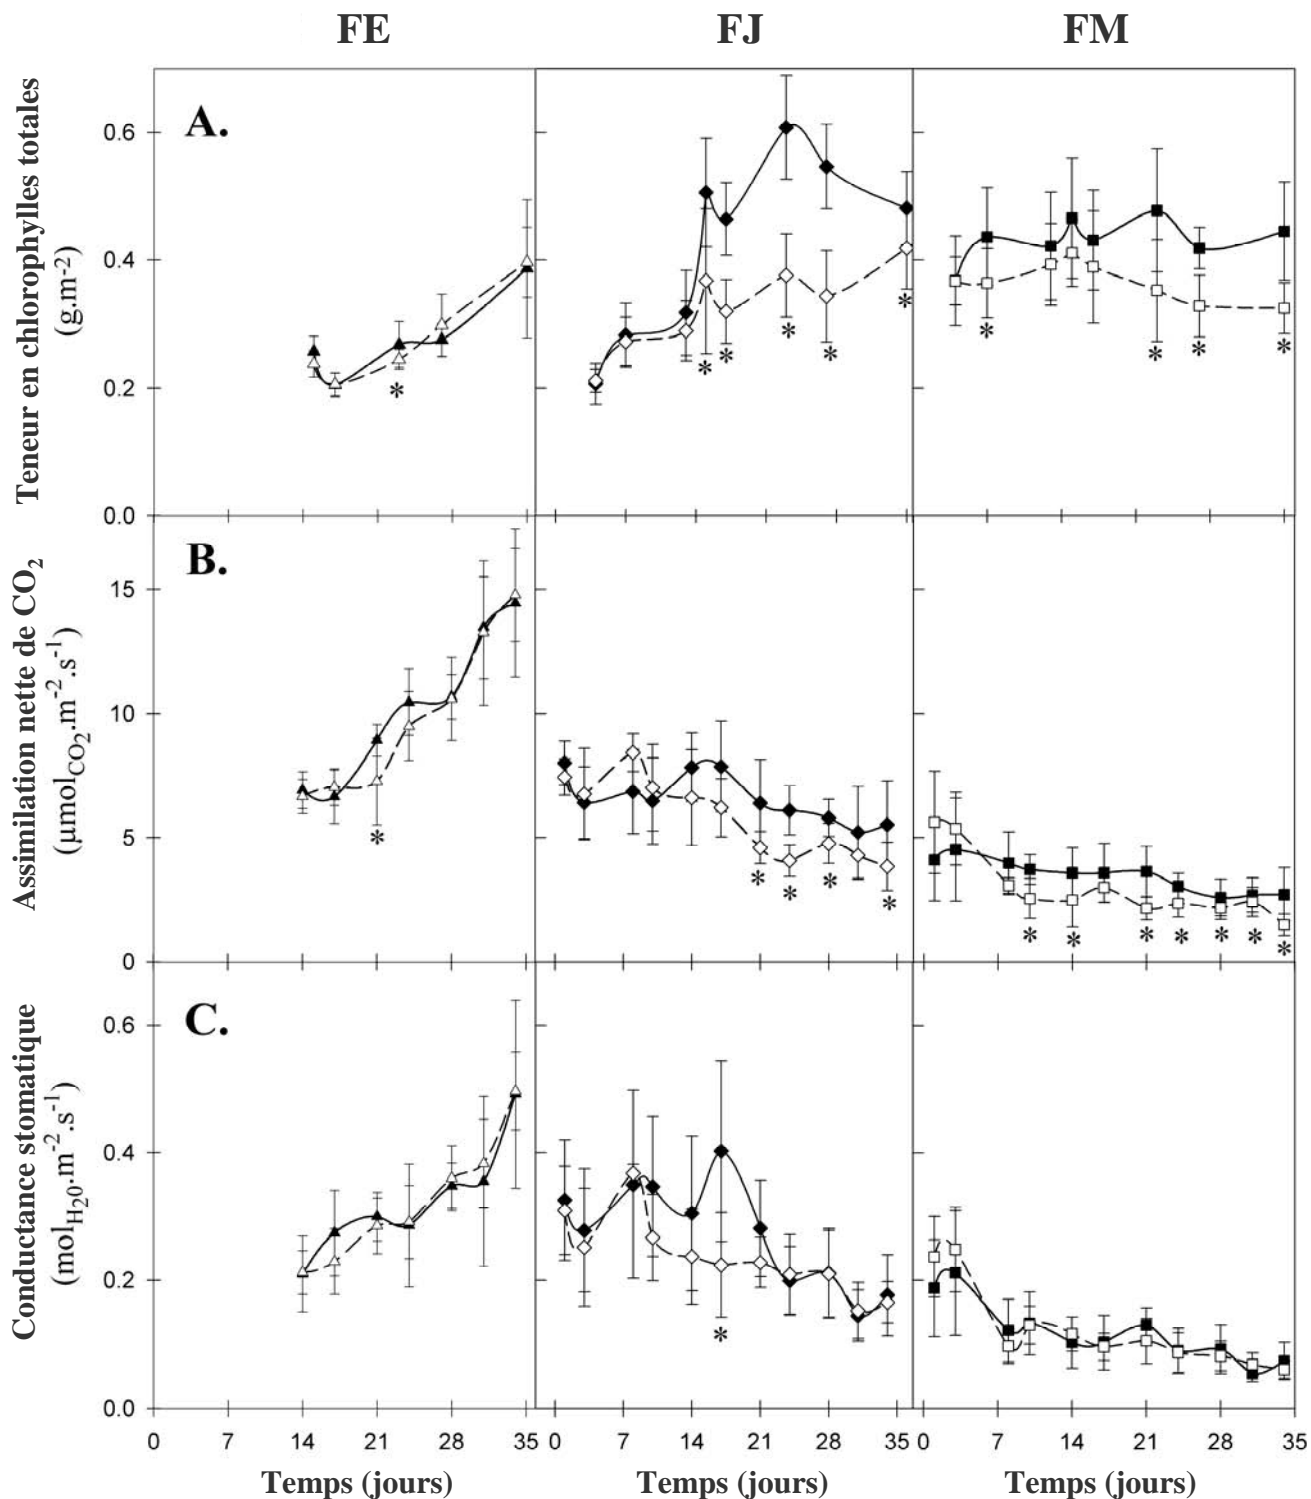 FE FJ FM
A.
Teneur en chlorophylles totales
(g.m-2)
0.6
0.4
0.2
0.0
* * * * * * * * * *
B.
Assimilation nette de CO2
(µmolCO2.m-2.s-1)
15
10
5
0
* * * * * * * * * * * *
C.
Conductance stomatique
(molH20.m-2.s-1)
0.6
0.4
0.2
0.0
*
0 7 14 21 28 35 0 7 14 21 28 35 0 7 14 21 28 35
Temps (jours) Temps (jours) Temps (jours)